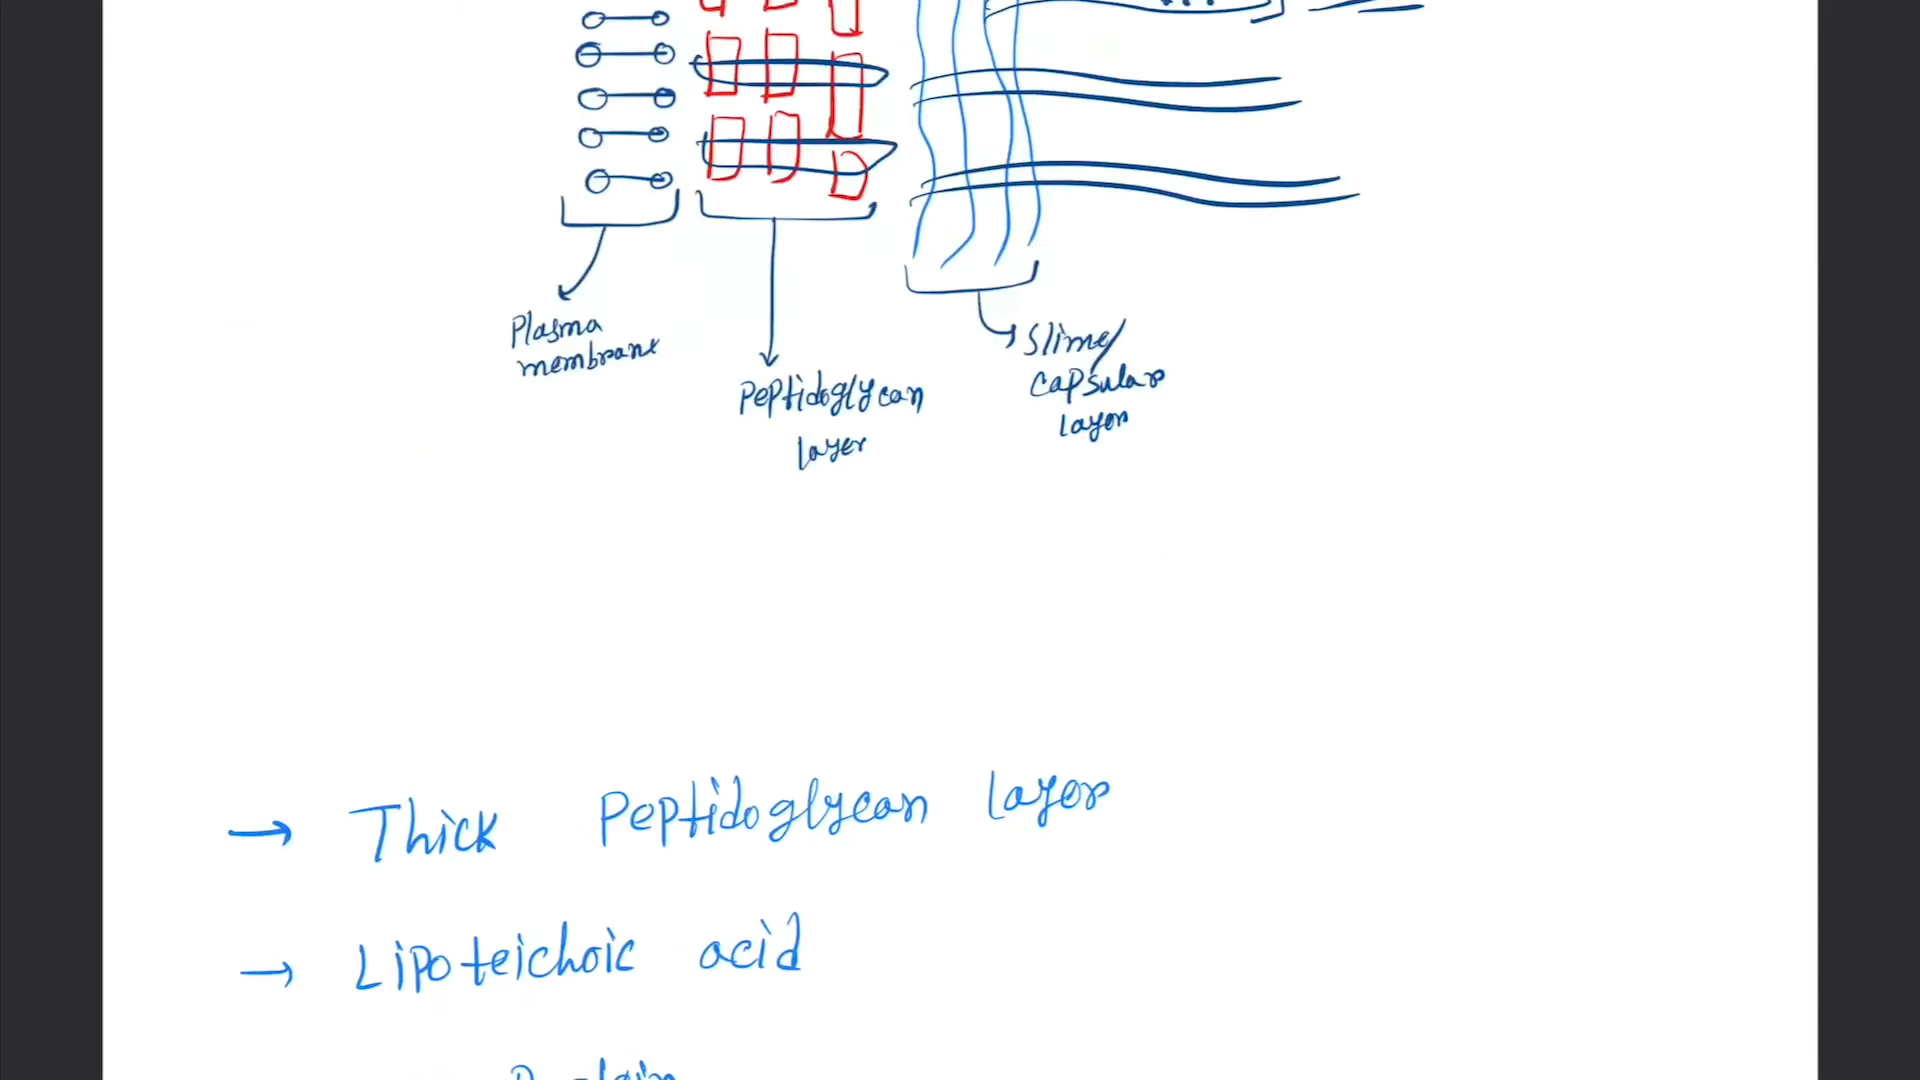 Plasma
membrane
Peptidoglycan
layer
Slime/
capsular
layer
→ Thick Peptidoglycan layer
→ Lipoteichoic acid